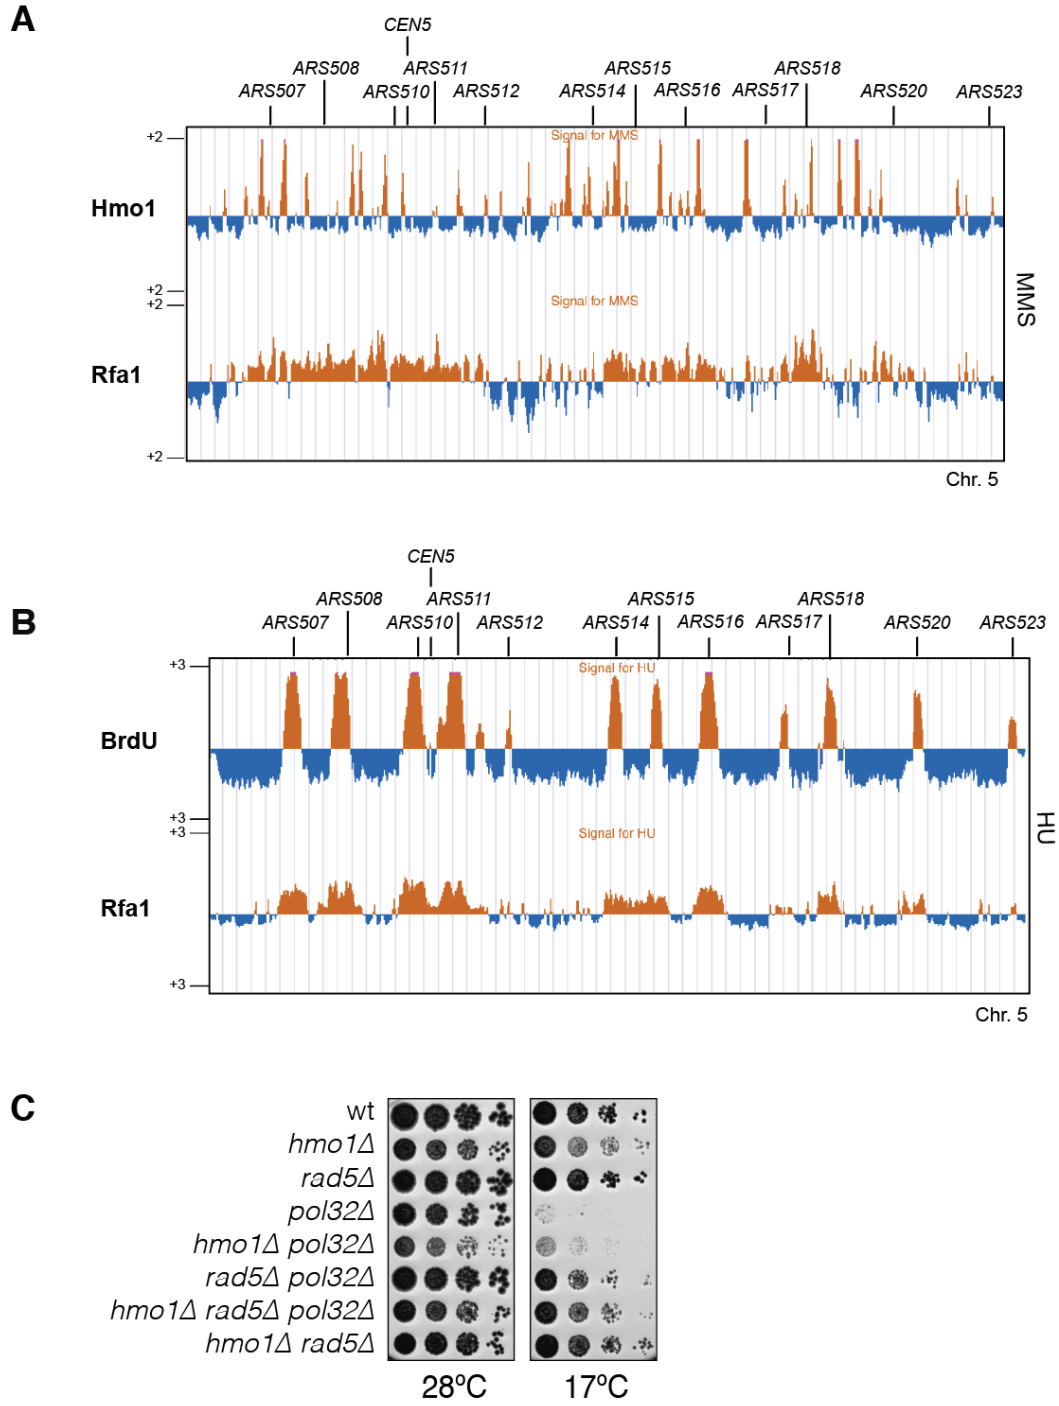 A
CEN5
ARS508 ARS511 ARS515 ARS518
ARS507 ARS510 ARS512 ARS514 ARS516 ARS517 ARS520 ARS523
+2
Signal for MMS
Hmo1
+2
+2
Signal for MMS
MMS
Rfa1
+2
Chr. 5
CEN5
B
ARS508 ARS511 ARS515 ARS518
ARS507 ARS510 ARS512 ARS514 ARS516 ARS517 ARS520 ARS523
+3
Signal for HU
BrdU
+3
+3
Signal for HU
HU
Rfa1
+3
Chr. 5
C
wt
hmo1Δ
rad5Δ
pol32Δ
hmo1Δ pol32Δ
rad5Δ pol32Δ
hmo1Δ rad5Δ pol32Δ
hmo1Δ rad5Δ
28ºC 17ºC